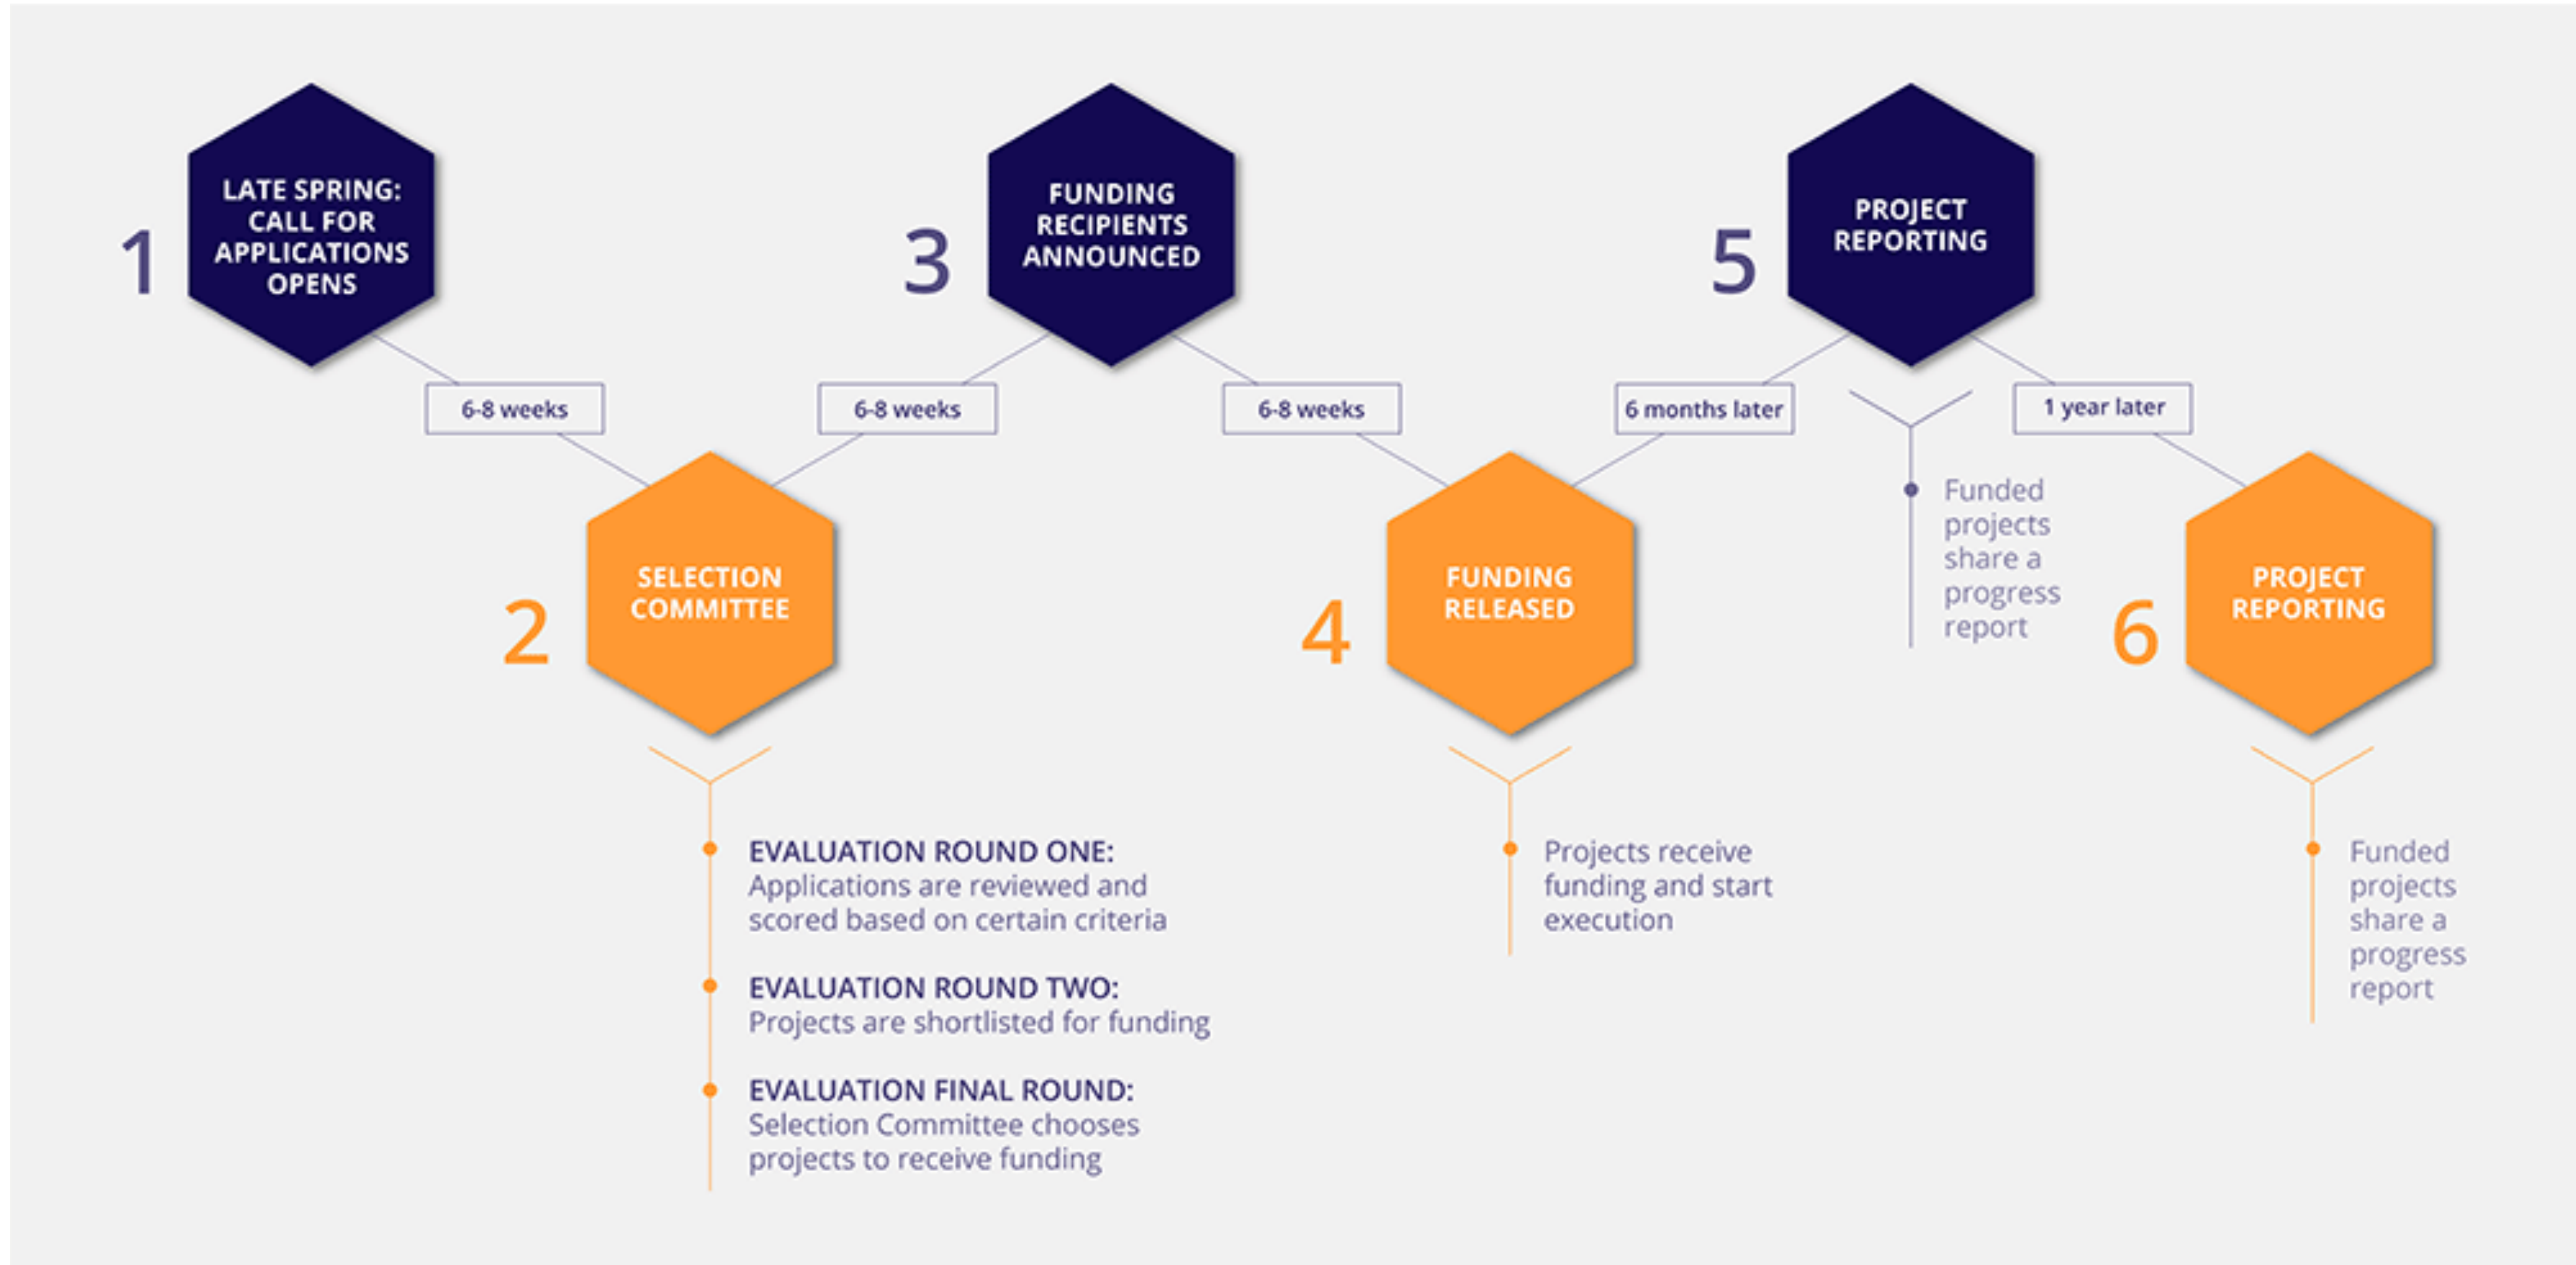 1
LATE SPRING:
CALL FOR
APPLICATIONS
OPENS
6-8 weeks
2
SELECTION
COMMITTEE
EVALUATION ROUND ONE:
Applications are reviewed and
scored based on certain criteria
EVALUATION ROUND TWO:
Projects are shortlisted for funding
EVALUATION FINAL ROUND:
Selection Committee chooses
projects to receive funding
6-8 weeks
3
FUNDING
RECIPIENTS
ANNOUNCED
6-8 weeks
4
FUNDING
RELEASED
Projects receive
funding and start
execution
6 months later
5
PROJECT
REPORTING
Funded
projects
share a
progress
report
1 year later
6
PROJECT
REPORTING
Funded
projects
share a
progress
report